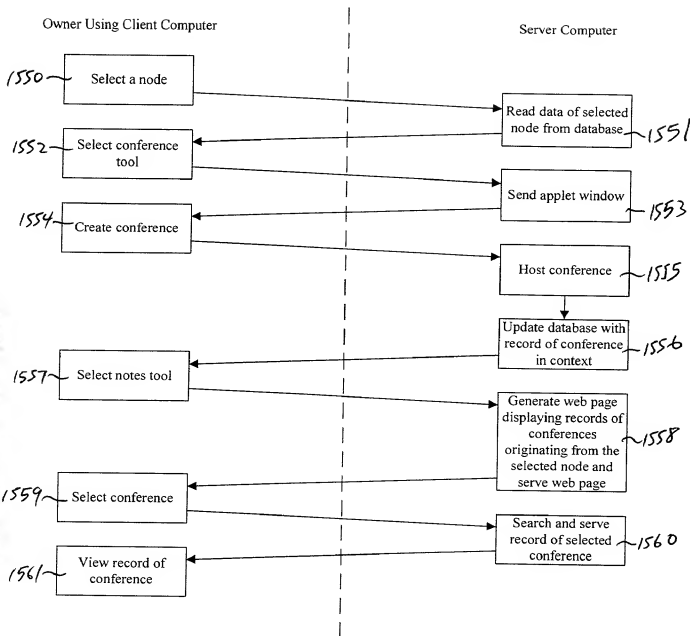 Owner Using Client Computer
Server Computer
1550
Select a node
Read data of selected
node from database
1551
1552
Select conference
tool
Send applet window
1553
1554
Create conference
Host conference
1555
Update database with
record of conference
in context
1556
1557
Select notes tool
Generate web page
displaying records of
conferences
originating from the
selected node and
serve web page
1558
1559
Select conference
Search and serve
record of selected
conference
1560
View record of
conference
1561